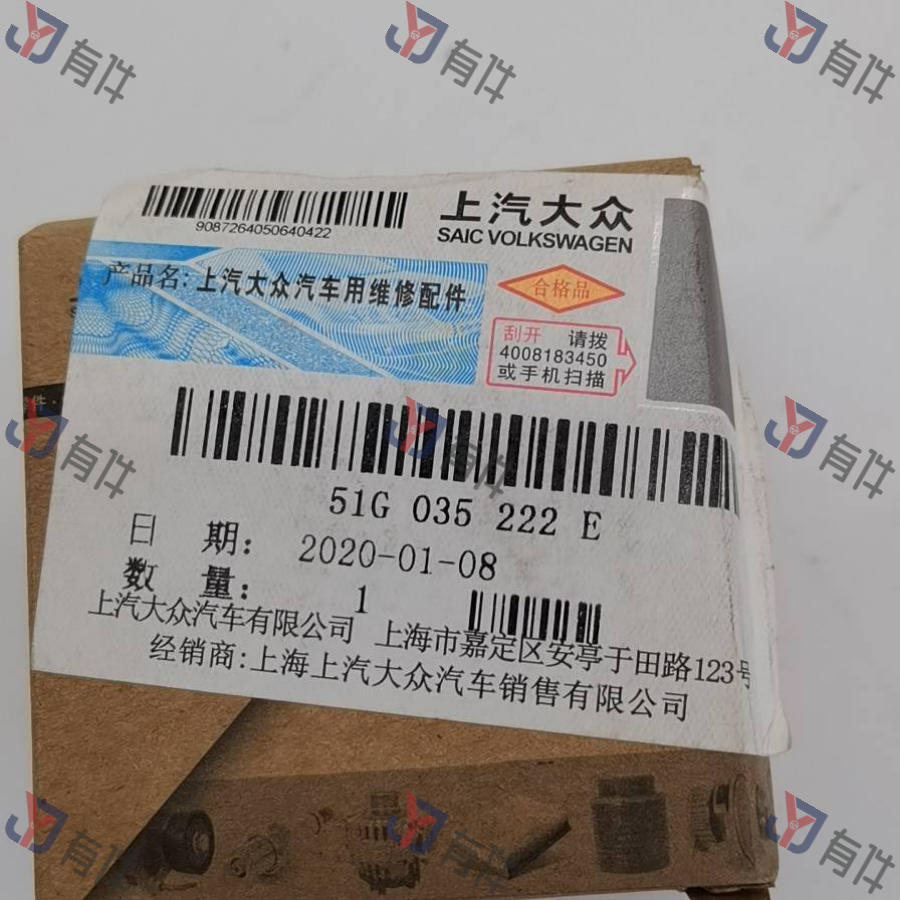 有件
有件
有件
9087264050640422
上汽大众
SAIC VOLKSWAGEN
产品名：上汽大众汽车用维修配件
合格品
刮开 请拨
4008183450
或手机扫描
件
有件
有件
有件
51G 035 222 E
日 期: 2020-01-08
数 量: 1
上汽大众汽车有限公司 上海市嘉定区安亭于田路123号
经销商:上海上汽大众汽车销售有限公司
有件
有件
有件